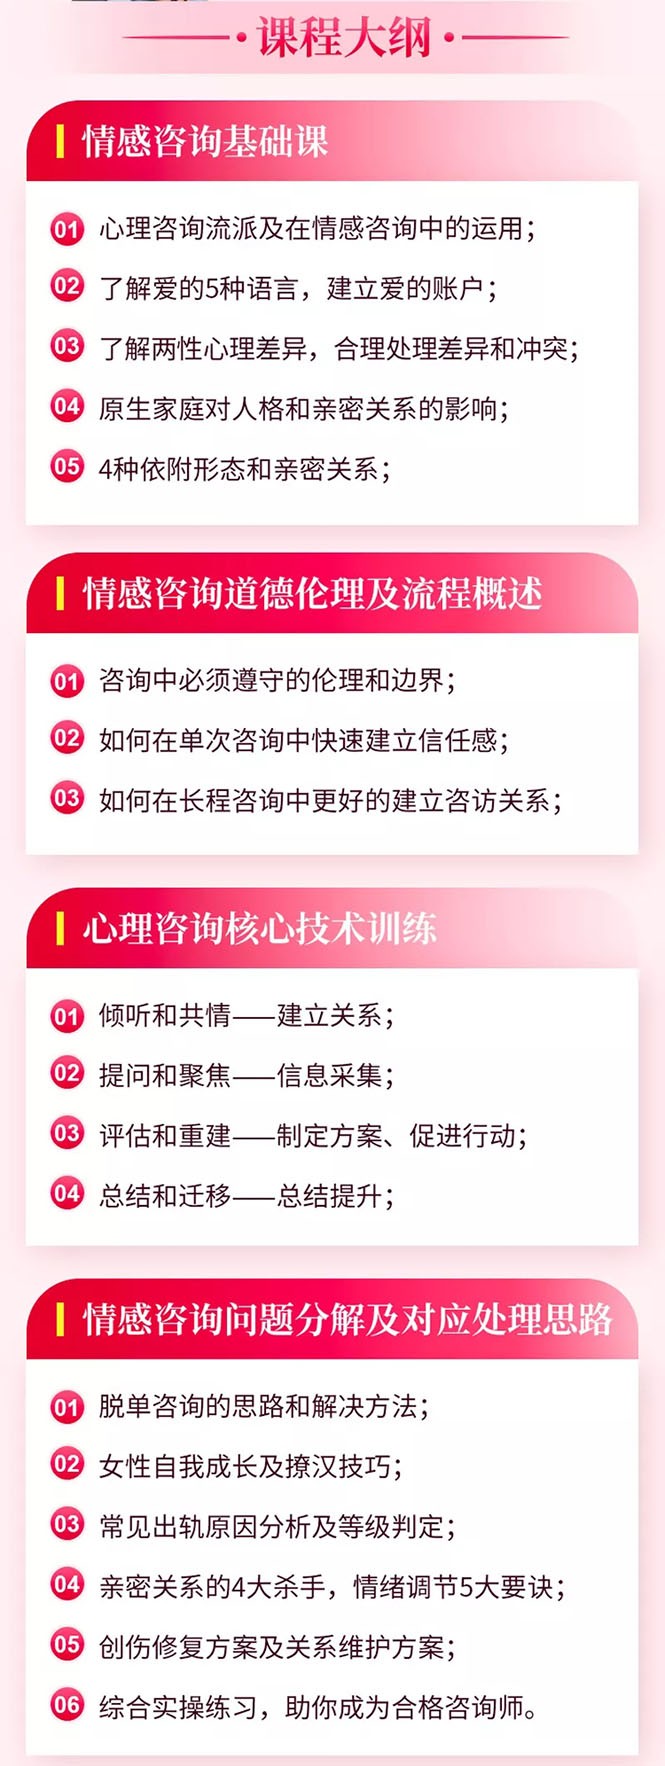 课程大纲
情感咨询基础课
01 心理咨询流派及在情感咨询中的运用；
02 了解爱的5种语言，建立爱的账户；
03 了解两性心理差异，合理处理差异和冲突；
04 原生家庭对人格和亲密关系的影响；
05 4种依附形态和亲密关系；
情感咨询道德伦理及流程概述
01 咨询中必须遵守的伦理和边界；
02 如何在单次咨询中快速建立信任感；
03 如何在长程咨询中更好的建立咨访关系；
心理咨询核心技术训练
01 倾听和共情——建立关系；
02 提问和聚焦——信息采集；
03 评估和重建——制定方案、促进行动；
04 总结和迁移——总结提升；
情感咨询问题分解及对应处理思路
01 脱单咨询的思路和解决方法；
02 女性自我成长及撩汉技巧；
03 常见出轨原因分析及等级判定；
04 亲密关系的4大杀手，情绪调节5大要诀；
05 创伤修复方案及关系维护方案；
06 综合实操练习，助你成为合格咨询师。